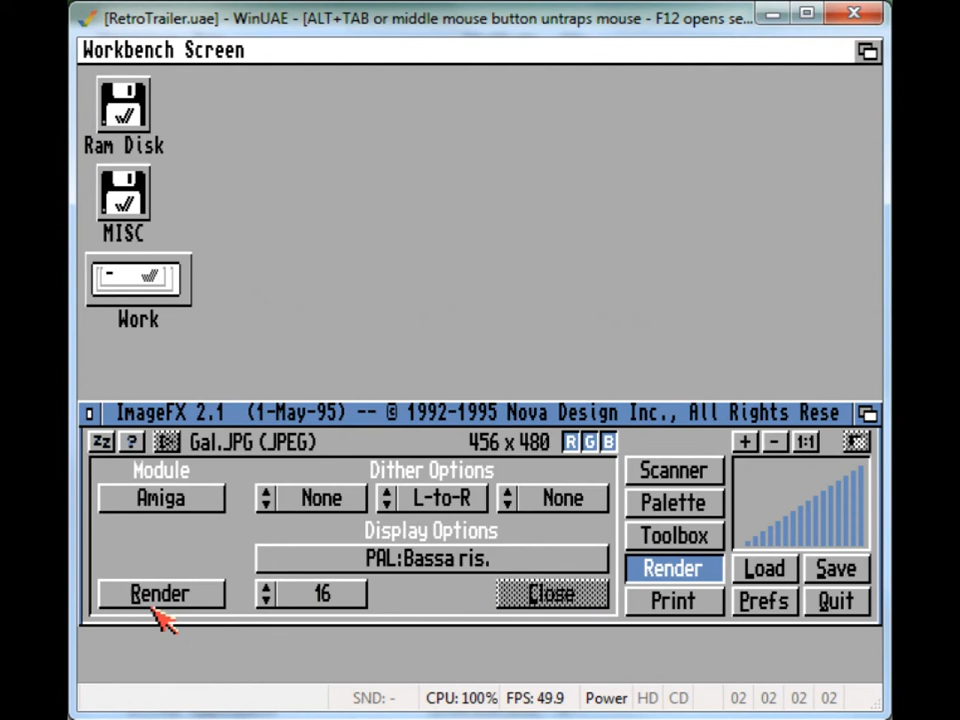 [RetroTrailer.uae] - WinUAE - [ALT+TAB or middle mouse button untraps mouse - F12 opens se...
Workbench Screen
Ram Disk
MISC
Work
ImageFX 2.1 (1-May-95) -- © 1992-1995 Nova Design Inc., All Rights Rese
zz ? Gal.JPG (JPEG) 456 x 480 R G B + - 1:1
Module Dither Options Scanner
Amiga None L-to-R None Palette
Display Options Toolbox
PAL:Bassa ris. Render Load Save
Render 16 Close Print Prefs Quit
SND: - CPU: 100% FPS: 49.9 Power HD CD 02 02 02 02